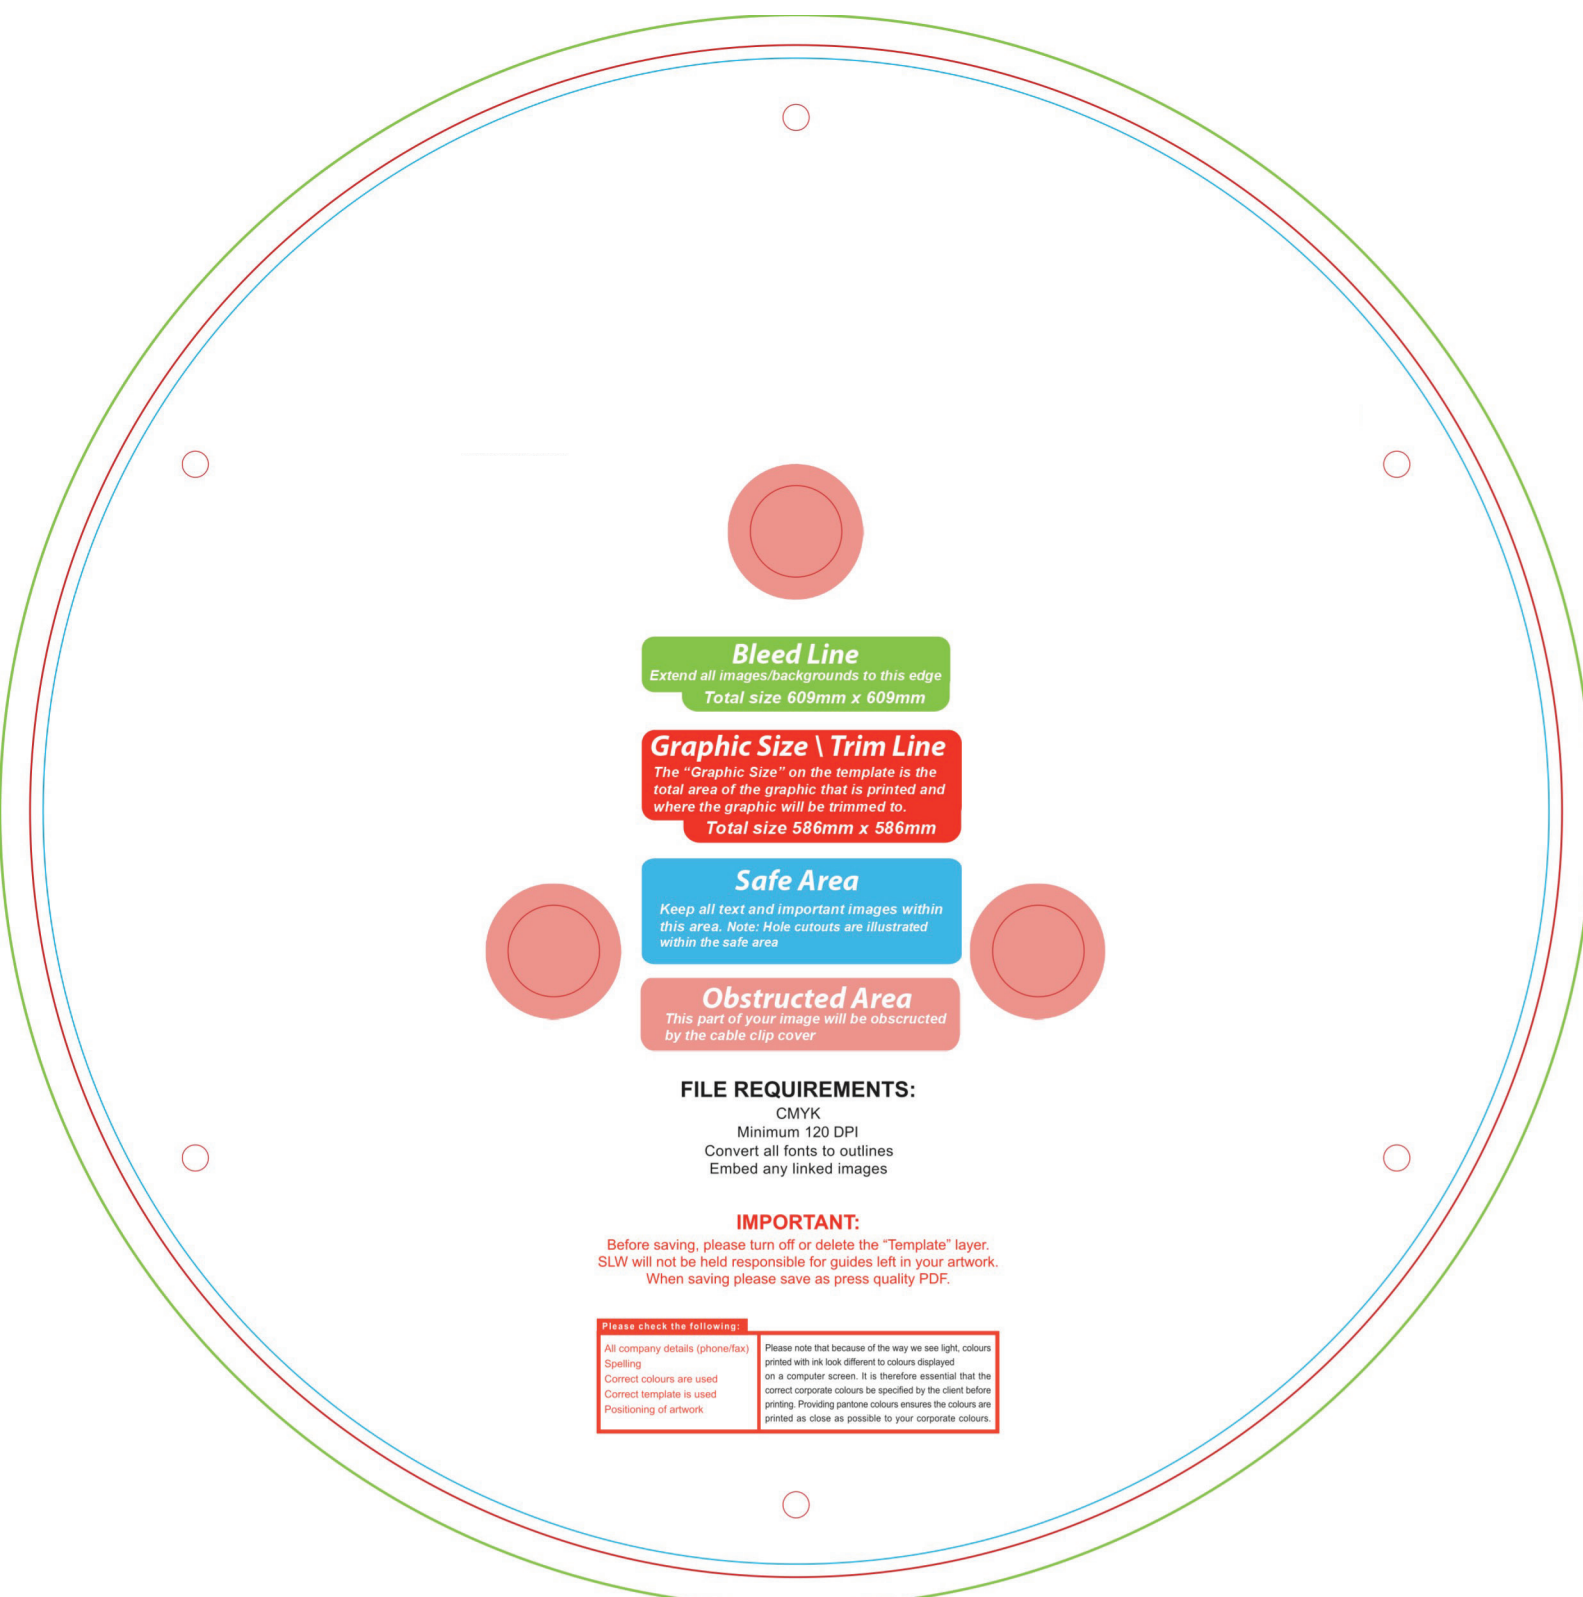 Bleed Line
Extend all images/backgrounds to this edge
Total size 609mm x 609mm
Graphic Size \ Trim Line
The “Graphic Size” on the template is the
total area of the graphic that is printed and
where the graphic will be trimmed to.
Total size 586mm x 586mm
Safe Area
Keep all text and important images within
this area. Note: Hole cutouts are illustrated
within the safe area
Obstructed Area
This part of your image will be obscructed
by the cable clip cover
FILE REQUIREMENTS:
CMYK
Minimum 120 DPI
Convert all fonts to outlines
Embed any linked images
IMPORTANT:
Before saving, please turn off or delete the “Template” layer.
SLW will not be held responsible for guides left in your artwork.
When saving please save as press quality PDF.
Please check the following:
All company details (phone/fax)
Spelling
Correct colours are used
Correct template is used
Positioning of artwork
Please note that because of the way we see light, colours
printed with ink look different to colours displayed
on a computer screen. It is therefore essential that the
correct corporate colours be specified by the client before
printing. Providing pantone colours ensures the colours are
printed as close as possible to your corporate colours.